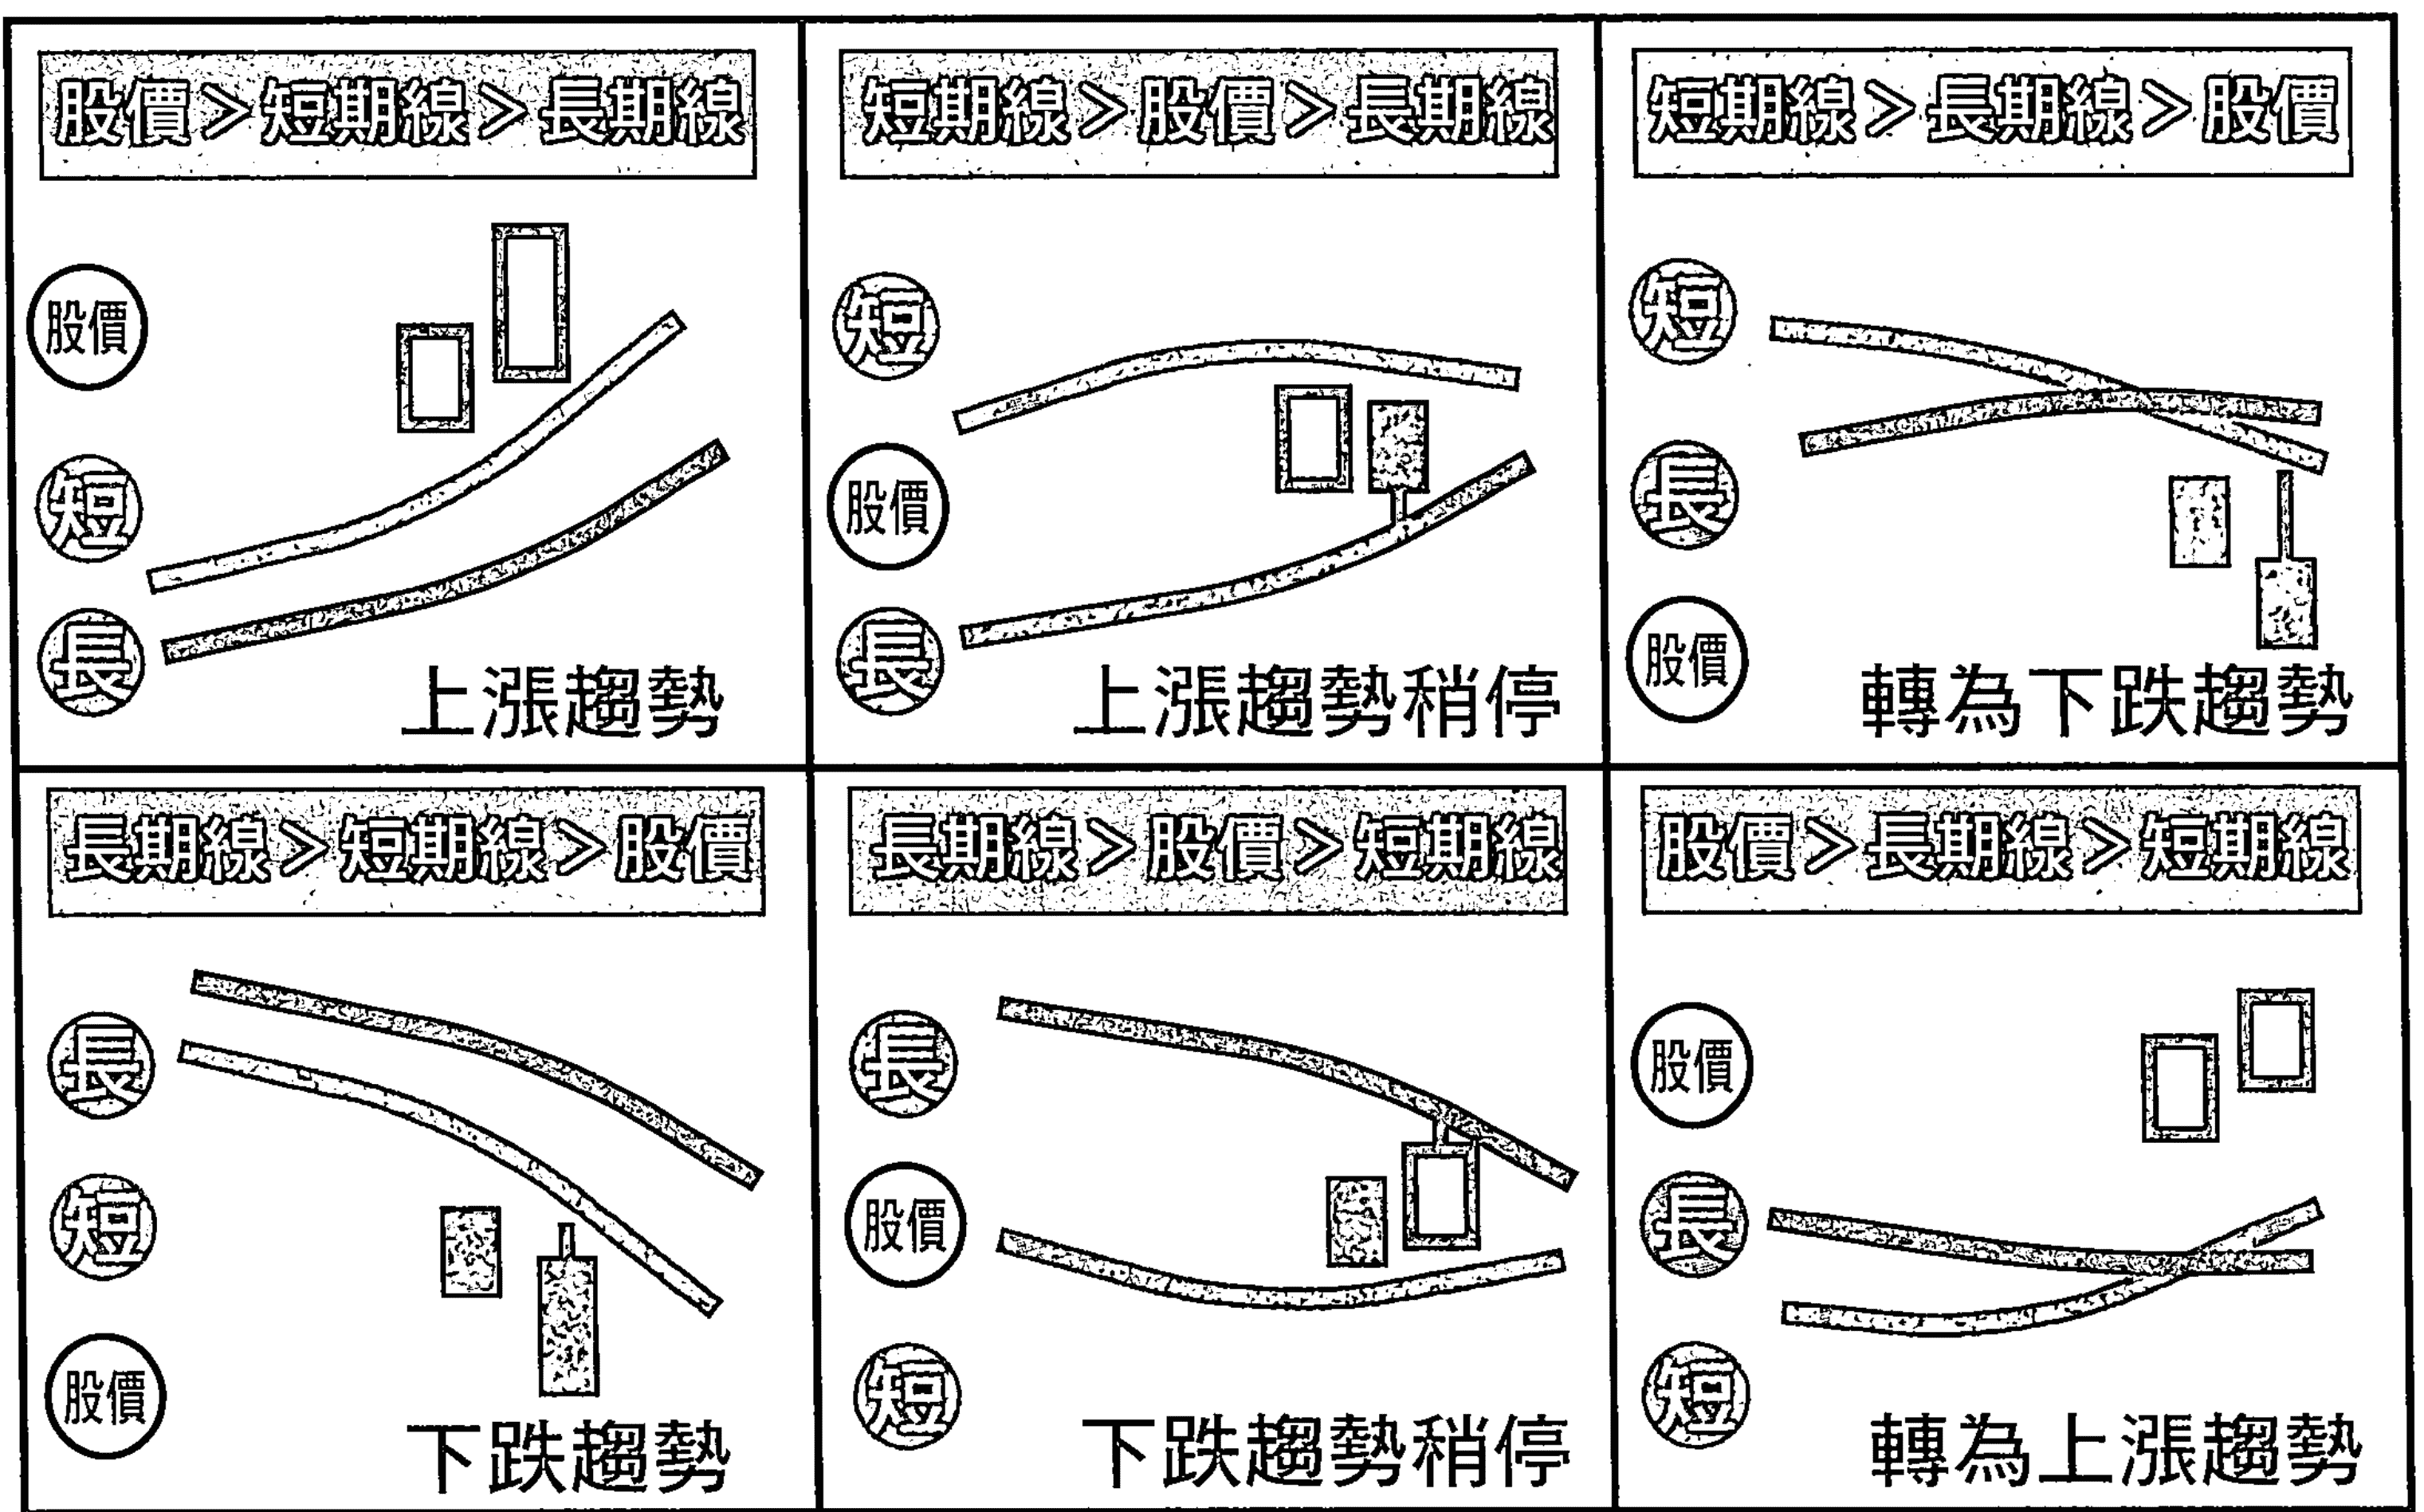 股價＞短期線＞長期線
股價
短
長
上漲趨勢
短期線＞股價＞長期線
短
股價
長
上漲趨勢稍停
短期線＞長期線＞股價
短
長
股價
轉為下跌趨勢
長期線＞短期線＞股價
長
短
股價
下跌趨勢
長期線＞股價＞短期線
長
股價
短
下跌趨勢稍停
股價＞長期線＞短期線
股價
長
短
轉為上漲趨勢